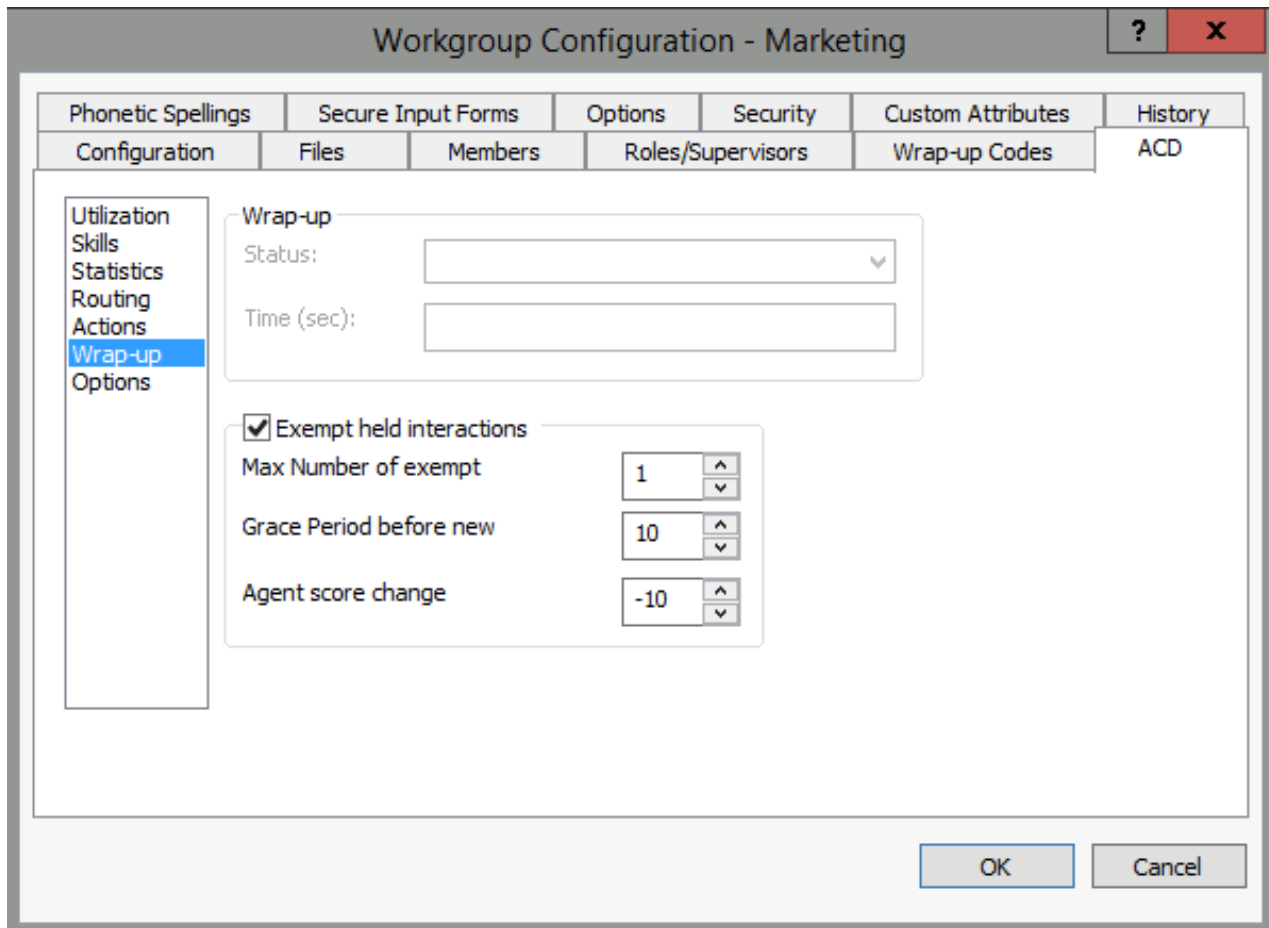 Workgroup Configuration - Marketing
? x
Phonetic Spellings Secure Input Forms Options Security Custom Attributes History
Configuration Files Members Roles/Supervisors Wrap-up Codes ACD
Utilization
Skills
Statistics
Routing
Actions
Wrap-up
Options
Wrap-up
Status:
Time (sec):
Exempt held interactions
Max Number of exempt 1
Grace Period before new 10
Agent score change -10
OK Cancel